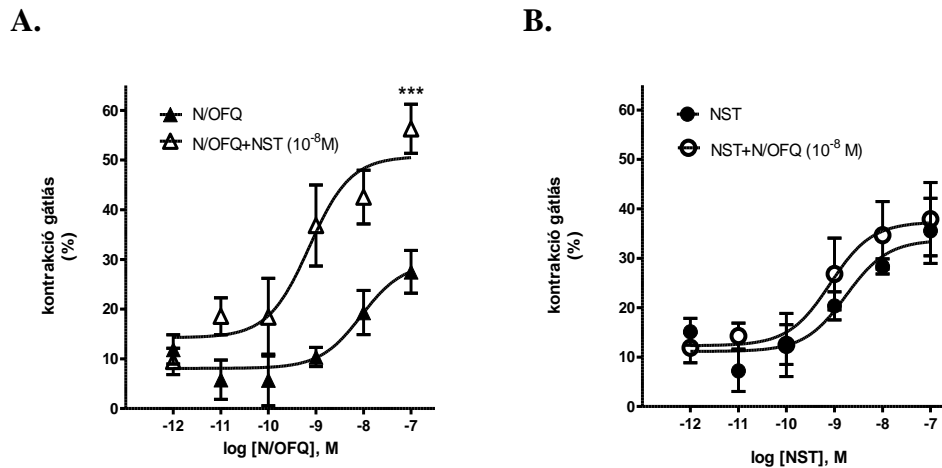 A.
B.
***
N/OFQ
N/OFQ+NST (10⁻⁸M)
60
50
40
30
20
10
0
-12 -11 -10 -9 -8 -7
log [N/OFQ], M
kontrakció gátlás
(%)
NST
NST+N/OFQ (10⁻⁸ M)
60
50
40
30
20
10
0
-12 -11 -10 -9 -8 -7
log [NST], M
kontrakció gátlás
(%)